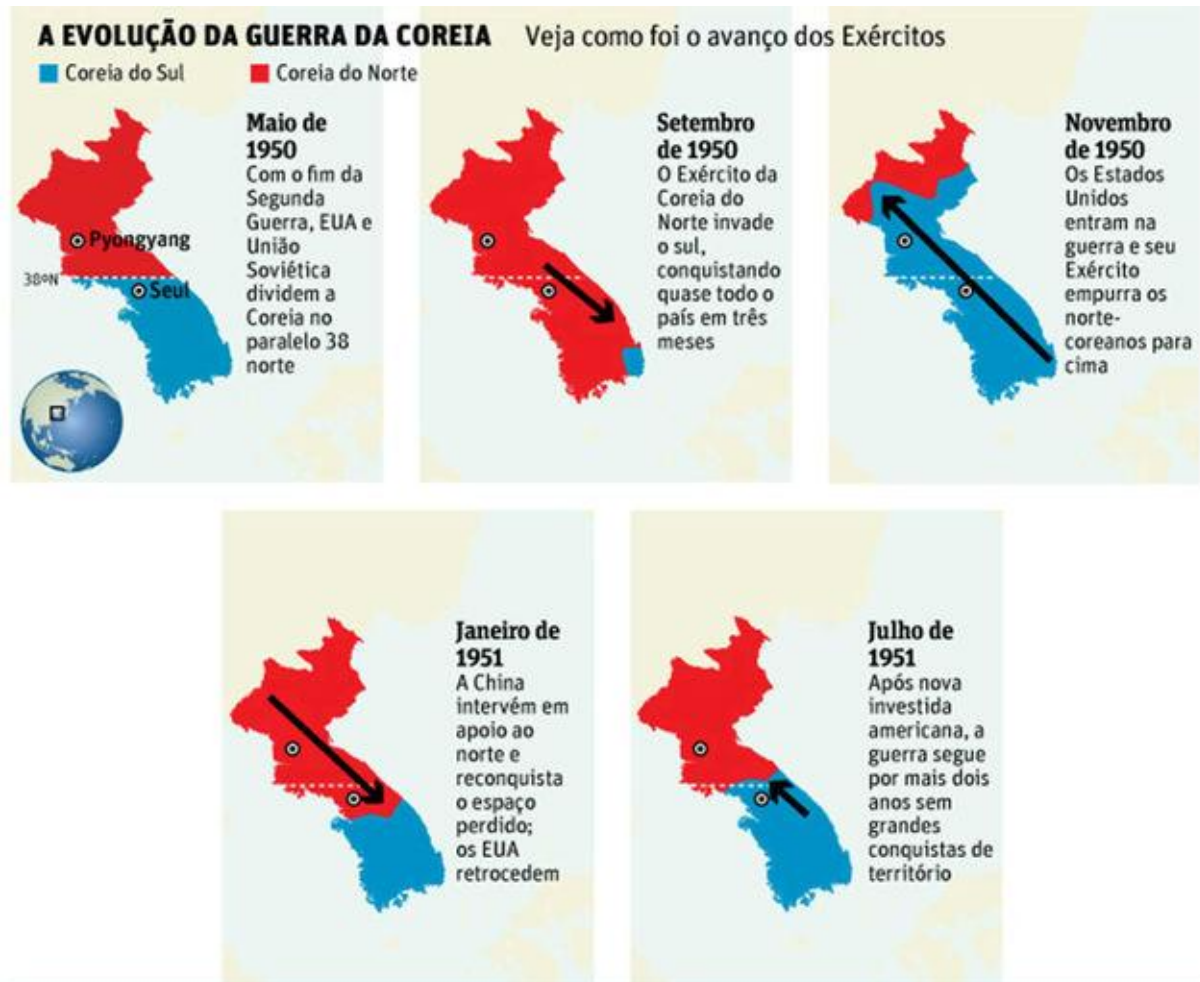 A EVOLUÇÃO DA GUERRA DA COREIA Veja como foi o avanço dos Exércitos
Coreia do Sul Coreia do Norte
Maio de
1950
Com o fim da
Segunda
Guerra, EUA e
União
Soviética
dividem a
Coreia no
paralelo 38
norte
Pyongyang
38ºN
Seul
Setembro
de 1950
O Exército da
Coreia do
Norte invade
o sul,
conquistando
quase todo o
país em três
meses
Novembro
de 1950
Os Estados
Unidos
entram na
guerra e seu
Exército
empurra os
norte-
coreanos para
cima
Janeiro de
1951
A China
intervém em
apoio ao
norte e
reconquista
o espaço
perdido;
os EUA
retrocedem
Julho de
1951
Após nova
investida
americana, a
guerra segue
por mais dois
anos sem
grandes
conquistas de
território